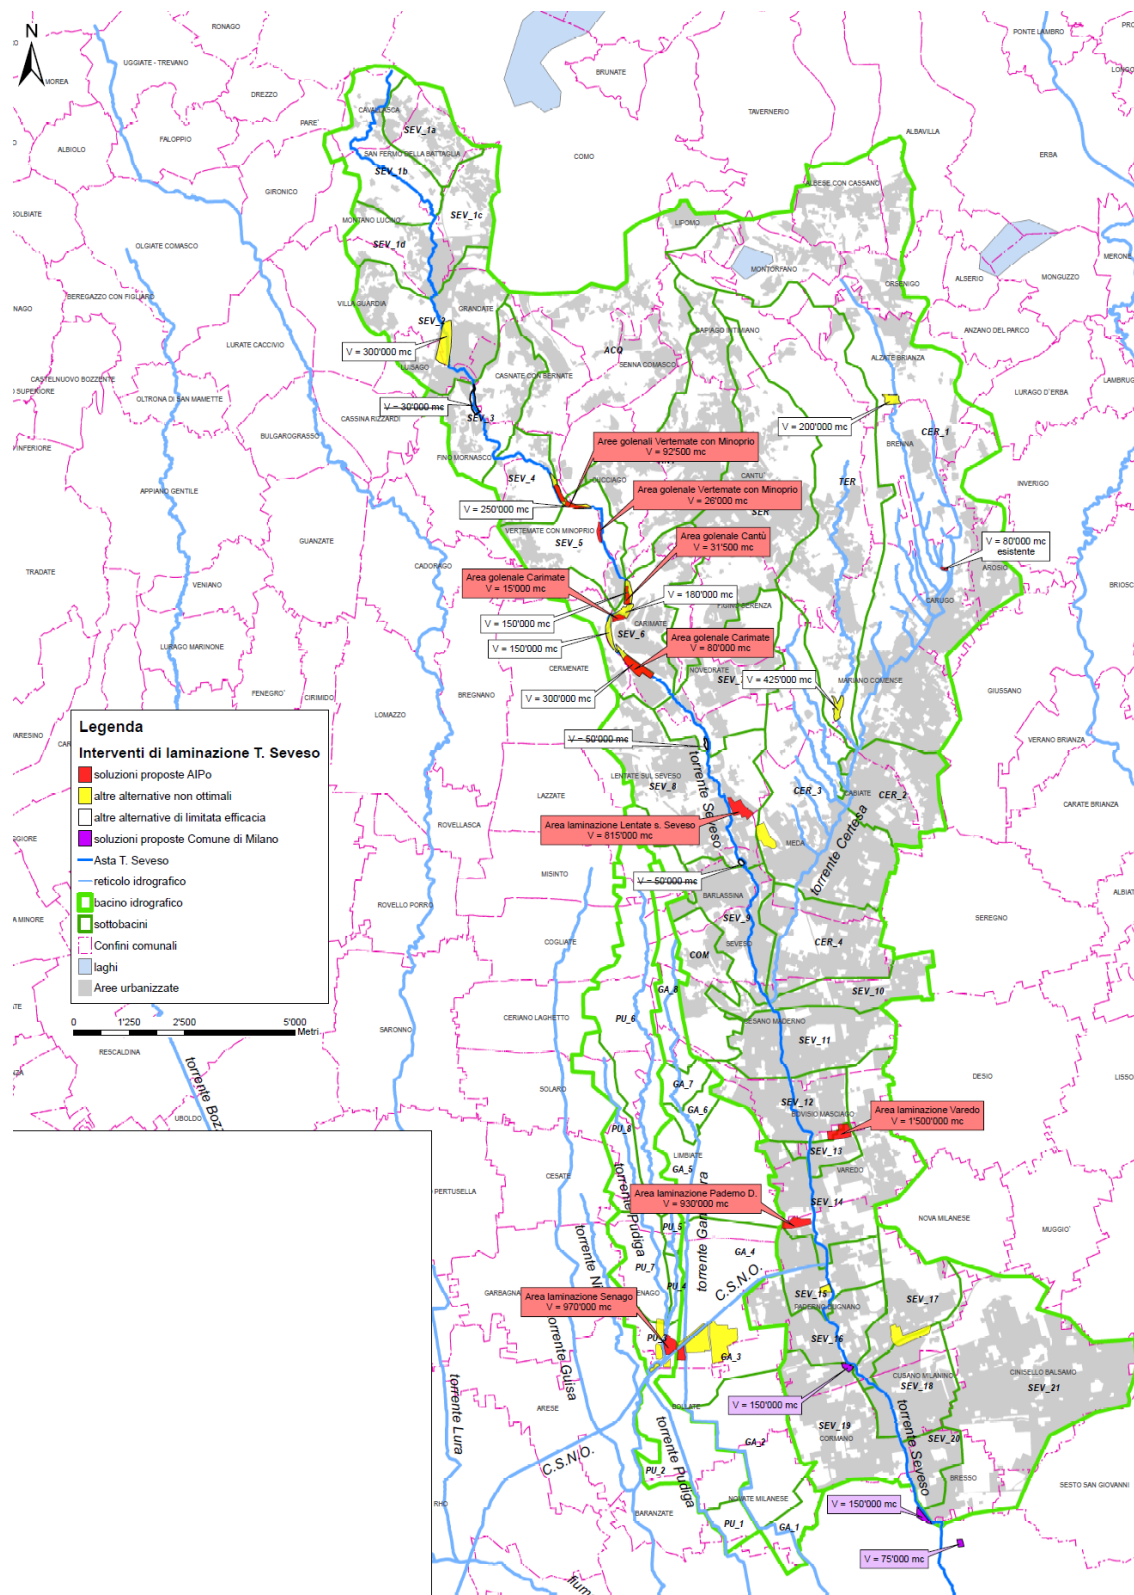 N
RONAGO
PONTE LAMBRO
UGGIATE - TREVANO
BRUNATE
LONGO
MOREA
DREZZO
CAVALLASCA
TAVERNERIO
PARE'
SEV_1a
ALBAVILLA
FALOPPIO
ALBIOLO
SAN FERMO DELLA BATTAGLIA
COMO
ERBA
SEV_1b
GIRONICO
ALBESE CON CASSANO
SOLBIATE
MONTANO LUCINO
SEV_1c
LIPOMO
OLGIATE COMASCO
SEV_1d
MERONE
MONTORFANO
ALSERIO
MONGUZZO
ORSENIGO
BEREGAZZO CON FIGLIARO
VILLA GUARDIA
GRANDATE
SEV_2
ANZANO DEL PARCO
LURATE CACCIVIO
V = 300'000 mc
ACQ
SENNA COMASCO
ALZATE BRIANZA
LUISAGO
CASNATE CON BERNATE
CASTELNUOVO BOZZENTE
LAMBRUG
LURAGO D'ERBA
OLTRONA DI SAN MAMETTE
V = 30'000 mc
CASSINA RIZZARDI
SEV_3
V = 200'000 mc
CER_1
BULGAROGRASSO
Aree golenali Vertemate con Minoprio
V = 92'500 mc
BRENNA
INFERIORE
FINO MORNASCO
SEV_4
CUCCIAGO
CANTU'
TER
INVERIGO
APPIANO GENTILE
Area golenale Vertemate con Minoprio
V = 26'000 mc
V = 250'000 mc
SER
VERTEMATE CON MINOPRIO
SEV_5
GUANZATE
Area golenale Cantù
V = 31'500 mc
V = 80'000 mc
esistente
CADORAGO
TRADATE
AROSIO
VENIANO
Area golenale Carimate
V = 15'000 mc
BRIOSC
V = 180'000 mc
CARUGO
V = 150'000 mc
CARIMATE
SEV_6
Area golenale Carimate
V = 80'000 mc
LURAGO MARINONE
V = 150'000 mc
CERMENATE
NOVEDRATE
MARIANO COMENSE
V = 425'000 mc
FENEGRO'
CIRIMIDO
BREGNANO
GIUSSANO
V = 300'000 mc
LOMAZZO
VERANO BRIANZA
V = 50'000 mc
torrente Seveso
LENTATE SUL SEVESO
SEV_8
CER_3
CABIATE
CER_2
LAZZATE
CARATE BRIANZA
Area laminazione Lentate s. Seveso
V = 815'000 mc
ROVELLASCA
MEDA
torrente Certesa
MISINTO
V = 50'000 mc
BARLASSINA
ROVELLO PORRO
SEREGNO
SEV_9
COGLIATE
SEVESO
CER_4
COM
Legenda
Interventi di laminazione T. Seveso
soluzioni proposte AIPo
altre alternative non ottimali
altre alternative di limitata efficacia
soluzioni proposte Comune di Milano
Asta T. Seveso
reticolo idrografico
bacino idrografico
sottobacini
Confini comunali
laghi
Aree urbanizzate
0 1'250 2'500 5'000
Metri
GA_8
SEV_10
CERIANO LAGHETTO
PU_6
CESANO MADERNO
SARONNO
SEV_11
RESCALDINA
DESIO
LISSO
torrente Boz
SOLARO
GA_7
SEV_12
GA_6
BOVISIO MASCIAGO
Area laminazione Varedo
V = 1'500'000 mc
UBOLDO
PU_8
LIMBIATE
SEV_13
VAREDO
CESATE
GA_5
torrente Pudiga
PERTUSELLA
Area laminazione Paderno D.
V = 930'000 mc
SEV_14
NOVA MILANESE
MUGGIO'
PU_5
GA_4
PU_7
PU_4
C.S.N.O.
GARBAGNA
Area laminazione Senago
V = 970'000 mc
SEV_15
PADERNO DUGNANO
SEV_17
PU_3
SEV_16
GA_3
torrente Guisa
CUSANO MILANINO
CINISELLO BALSAMO
SEV_18
SEV_21
torrente Lura
V = 150'000 mc
ARESE
BOLLATE
SEV_19
CORMANO
torrente Seveso
GA_2
SEV_20
C.S.N.O.
PU_2
torrente Pudiga
BRESSO
SESTO SAN GIOVANNI
RHO
NOVATE MILANESE
V = 150'000 mc
BARANZATE
PU_1
GA_1
V = 75'000 mc
fium